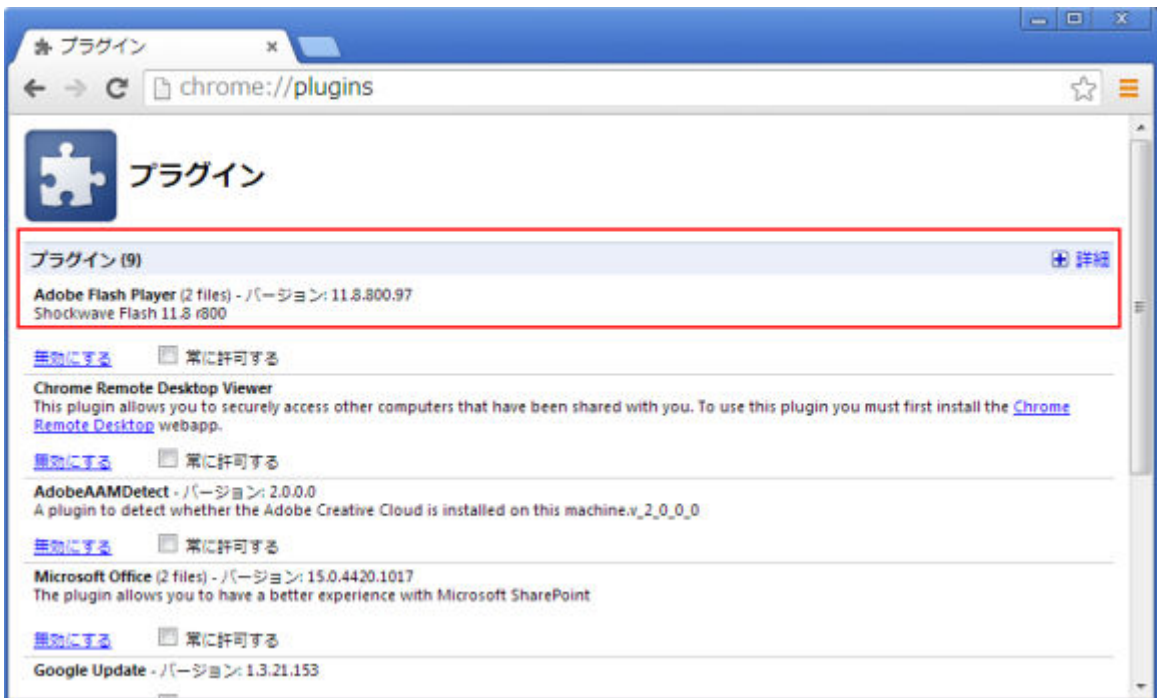 プラグイン
chrome://plugins
プラグイン
プラグイン (9) 詳細
Adobe Flash Player (2 files) - バージョン: 11.8.800.97
Shockwave Flash 11.8 r800
無効にする 常に許可する
Chrome Remote Desktop Viewer
This plugin allows you to securely access other computers that have been shared with you. To use this plugin you must first install the Chrome
Remote Desktop webapp.
無効にする 常に許可する
AdobeAAMDetect - バージョン: 2.0.0.0
A plugin to detect whether the Adobe Creative Cloud is installed on this machine.v_2_0_0_0
無効にする 常に許可する
Microsoft Office (2 files) - バージョン: 15.0.4420.1017
The plugin allows you to have a better experience with Microsoft SharePoint
無効にする 常に許可する
Google Update - バージョン: 1.3.21.153